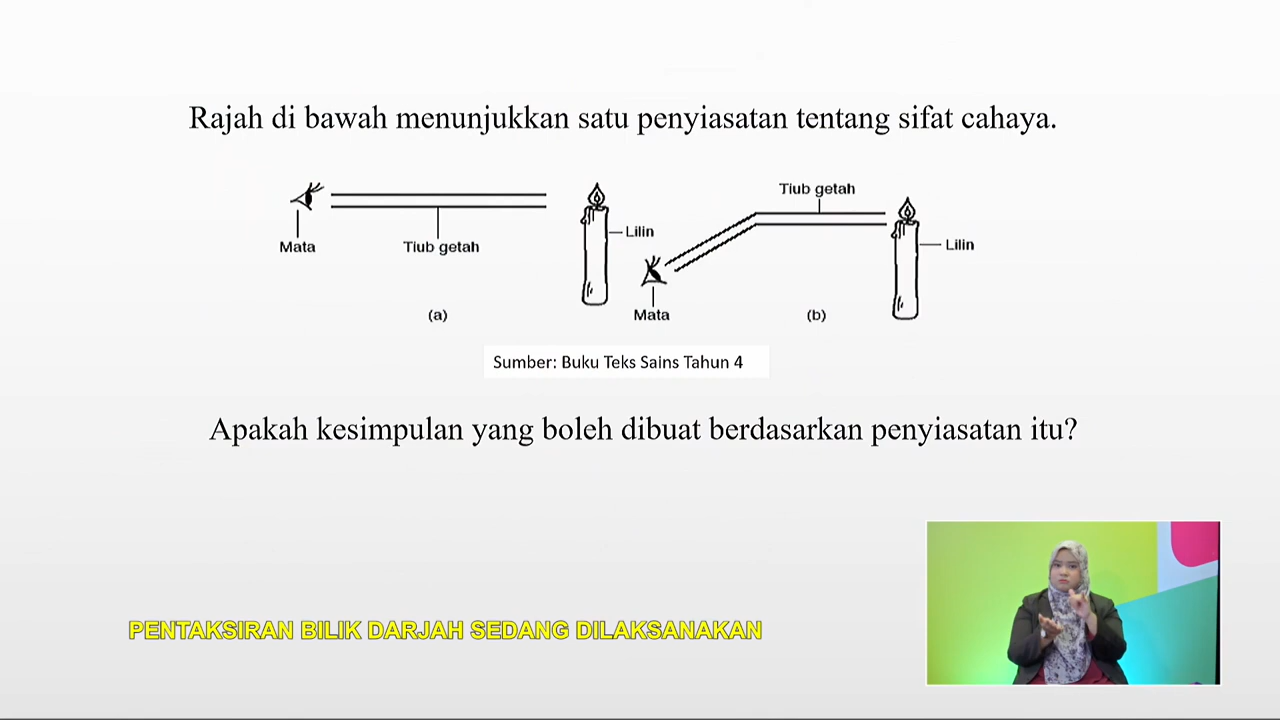 Rajah di bawah menunjukkan satu penyiasatan tentang sifat cahaya.
Mata
Tiub getah
Lilin
(a)
Tiub getah
Lilin
Mata
(b)
Sumber: Buku Teks Sains Tahun 4
Apakah kesimpulan yang boleh dibuat berdasarkan penyiasatan itu?
PENTAKSIRAN BILIK DARJAH SEDANG DILAKSANAKAN